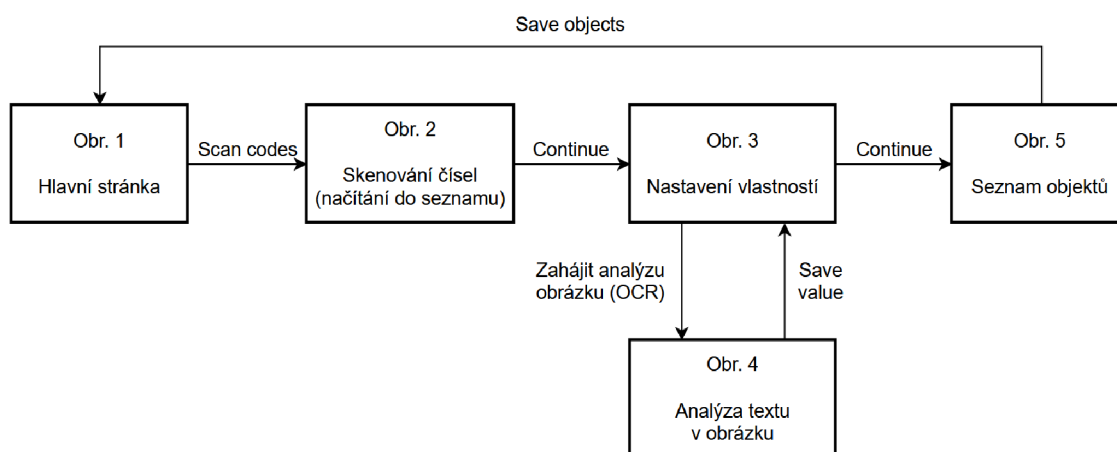 Save objects
Obr. 1
Hlavní stránka
Scan codes
Obr. 2
Skenování čísel
(načítání do seznamu)
Continue
Obr. 3
Nastavení vlastností
Continue
Obr. 5
Seznam objektů
Zahájit analýzu
obrázku (OCR)
Save
value
Obr. 4
Analýza textu
v obrázku